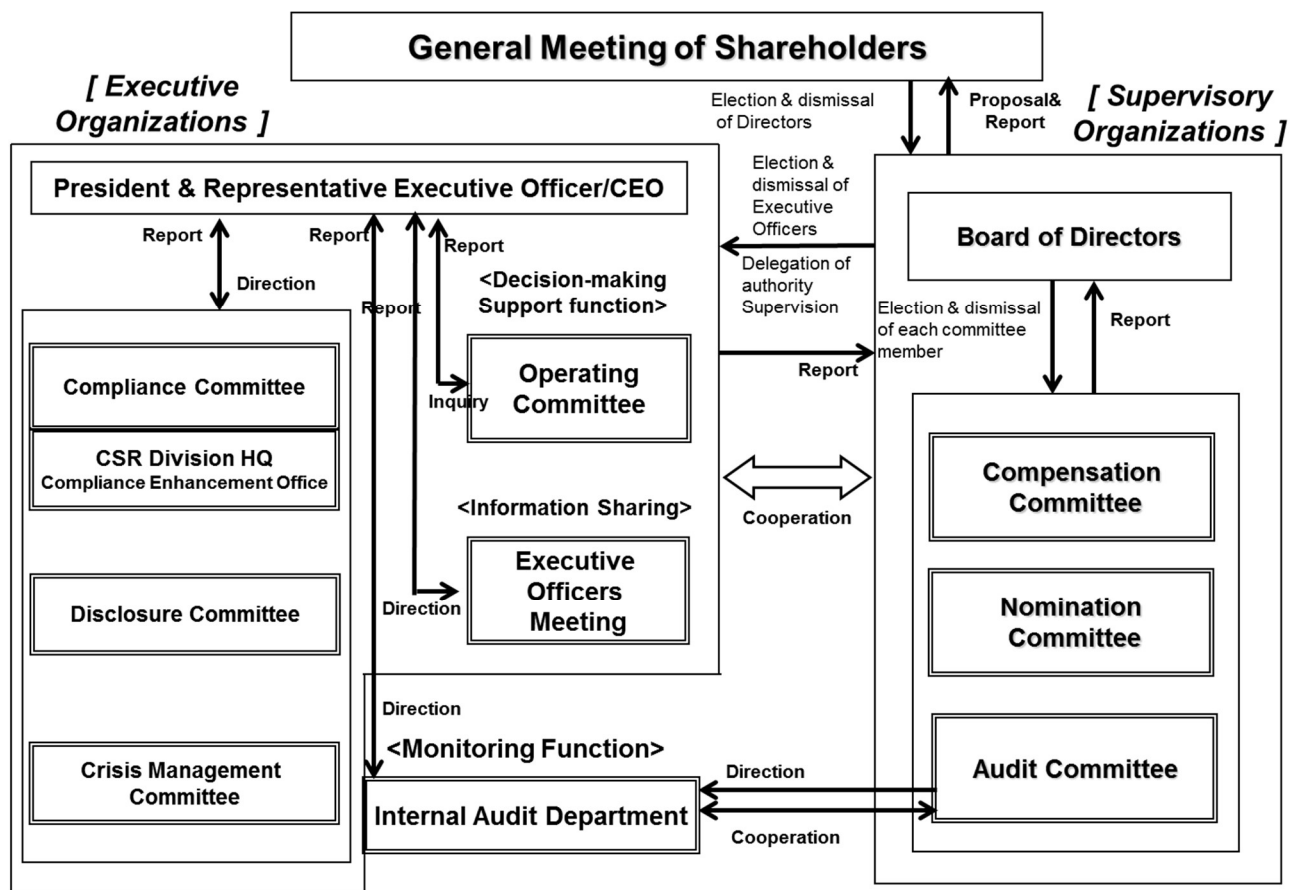 General Meeting of Shareholders
[ Executive
Organizations ]
Election & dismissal
of Directors
Proposal&
Report
[ Supervisory
Organizations ]
President & Representative Executive Officer/CEO
Election &
dismissal of
Executive
Officers
Board of Directors
Report
Report
Report
Direction
Report
<Decision-making
Support function>
Delegation of
authority
Supervision
Election & dismissal
of each committee
member
Report
Report
Compliance Committee
Operating
Committee
Inquiry
CSR Division HQ
Compliance Enhancement Office
Compensation
Committee
Cooperation
<Information Sharing>
Executive
Officers
Meeting
Direction
Disclosure Committee
Nomination
Committee
Direction
<Monitoring Function>
Crisis Management
Committee
Internal Audit Department
Direction
Cooperation
Audit Committee